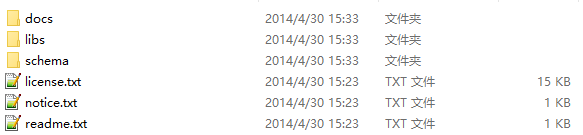 docs 2014/4/30 15:33 文件夹
libs 2014/4/30 15:33 文件夹
schema 2014/4/30 15:33 文件夹
license.txt 2014/4/30 15:23 TXT 文件 15 KB
notice.txt 2014/4/30 15:23 TXT 文件 1 KB
readme.txt 2014/4/30 15:23 TXT 文件 1 KB